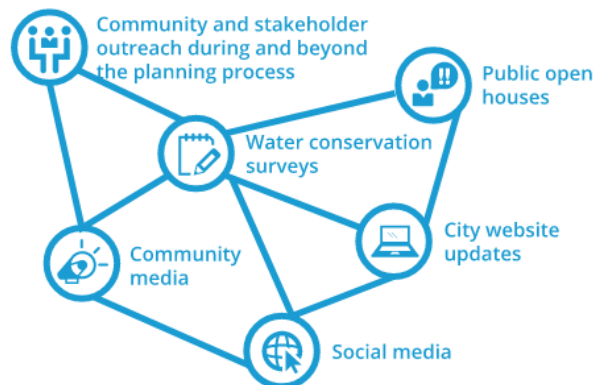 Community and stakeholder
outreach during and beyond
the planning process
Public open
houses
Water conservation
surveys
City website
updates
Community
media
Social media